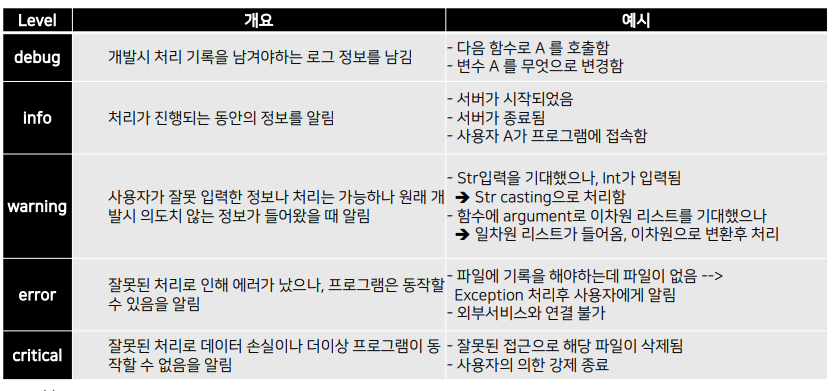 Level 개요 예시
debug 개발시 처리 기록을 남겨야하는 로그 정보를 남김
- 다음 함수로 A 를 호출함
- 변수 A 를 무엇으로 변경함
info 처리가 진행되는 동안의 정보를 알림
- 서버가 시작되었음
- 서버가 종료됨
- 사용자 A가 프로그램에 접속함
warning
사용자가 잘못 입력한 정보나 처리는 가능하나 원래 개
발시 의도치 않는 정보가 들어왔을 때 알림
- Str입력을 기대했으나, Int가 입력됨
➔ Str casting으로 처리함
- 함수에 argument로 이차원 리스트를 기대했으나
➔ 일차원 리스트가 들어옴, 이차원으로 변환후 처리
error
잘못된 처리로 인해 에러가 났으나, 프로그램은 동작할
수 있음을 알림
- 파일에 기록을 해야하는데 파일이 없음 -->
Exception 처리후 사용자에게 알림
- 외부서비스와 연결 불가
critical
잘못된 처리로 데이터 손실이나 더이상 프로그램이 동
작할 수 없음을 알림
- 잘못된 접근으로 해당 파일이 삭제됨
- 사용자의 의한 강제 종료